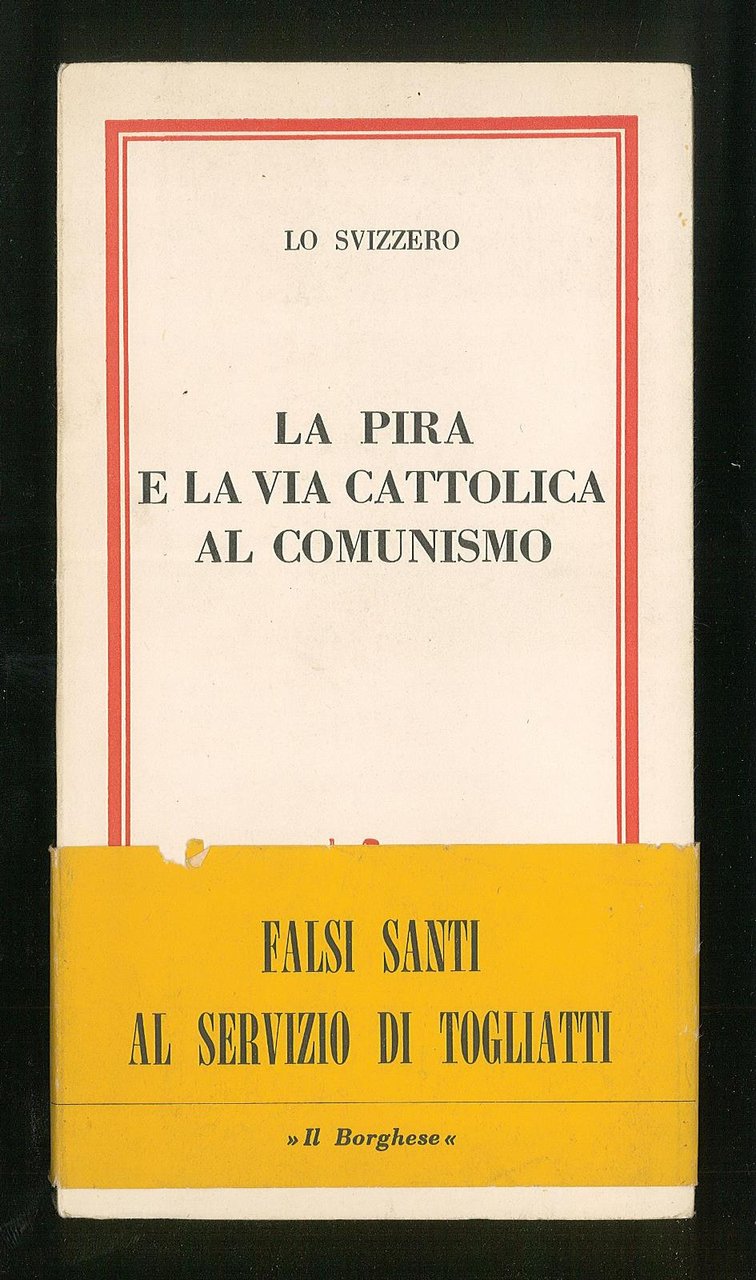 LO SVIZZERO
LA PIRA
E LA VIA CATTOLICA
AL COMUNISMO
FALSI SANTI
AL SERVIZIO DI TOGLIATTI
»Il Borghese«